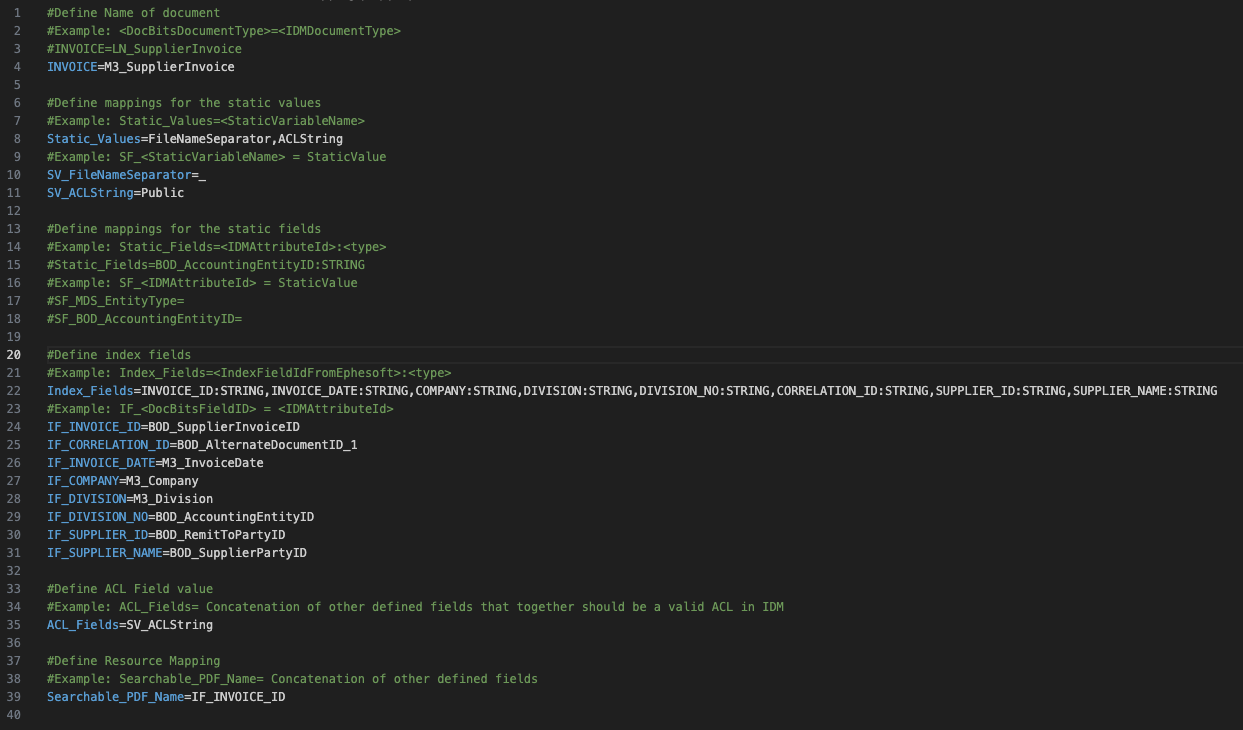 1 #Define Name of document
2 #Example: <DocBitsDocumentType>=<IDMDocumentType>
3 #INVOICE=LN_SupplierInvoice
4 INVOICE=M3_SupplierInvoice
5
6 #Define mappings for the static values
7 #Example: Static_Values=<StaticVariableName>
8 Static_Values=FileNameSeparator,ACLString
9 #Example: SF_<StaticVariableName> = StaticValue
10 SV_FileNameSeparator=_
11 SV_ACLString=Public
12
13 #Define mappings for the static fields
14 #Example: Static_Fields=<IDMAttributeId>:<type>
15 #Static_Fields=BOD_AccountingEntityID:STRING
16 #Example: SF_<IDMAttributeId> = StaticValue
17 #SF_MDS_EntityType=
18 #SF_BOD_AccountingEntityID=
19
20 #Define index fields
21 #Example: Index_Fields=<IndexFieldIdFromEphesoft>:<type>
22 Index_Fields=INVOICE_ID:STRING,INVOICE_DATE:STRING,COMPANY:STRING,DIVISION:STRING,DIVISION_NO:STRING,CORRELATION_ID:STRING,SUPPLIER_ID:STRING,SUPPLIER_NAME:STRING
23 #Example: IF_<DocBitsFieldID> = <IDMAttributeId>
24 IF_INVOICE_ID=BOD_SupplierInvoiceID
25 IF_CORRELATION_ID=BOD_AlternateDocumentID_1
26 IF_INVOICE_DATE=M3_InvoiceDate
27 IF_COMPANY=M3_Company
28 IF_DIVISION=M3_Division
29 IF_DIVISION_NO=BOD_AccountingEntityID
30 IF_SUPPLIER_ID=BOD_RemitToPartyID
31 IF_SUPPLIER_NAME=BOD_SupplierPartyID
32
33 #Define ACL Field value
34 #Example: ACL_Fields= Concatenation of other defined fields that together should be a valid ACL in IDM
35 ACL_Fields=SV_ACLString
36
37 #Define Resource Mapping
38 #Example: Searchable_PDF_Name= Concatenation of other defined fields
39 Searchable_PDF_Name=IF_INVOICE_ID
40